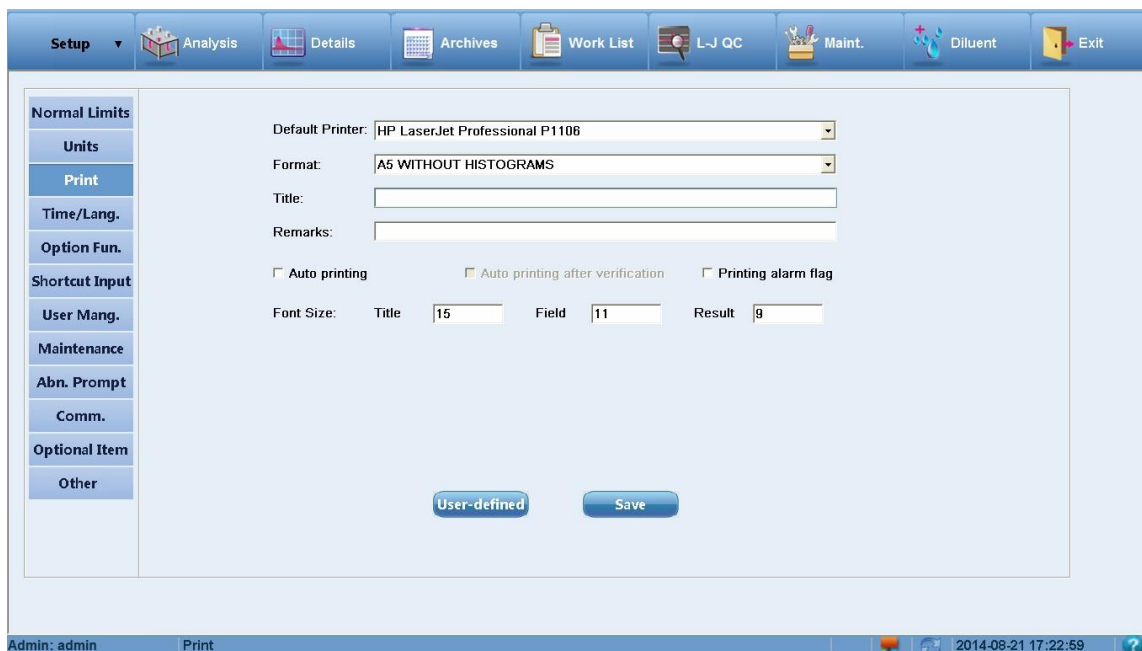 Setup ▼ Analysis Details Archives Work List L-J QC Maint. Diluent Exit
Normal Limits
Units
Print
Time/Lang.
Option Fun.
Shortcut Input
User Mang.
Maintenance
Abn. Prompt
Comm.
Optional Item
Other
Default Printer: HP LaserJet Professional P1106
Format: A5 WITHOUT HISTOGRAMS
Title:
Remarks:
Auto printing Auto printing after verification Printing alarm flag
Font Size: Title 15 Field 11 Result 9
User-defined Save
Admin: admin Print 2014-08-21 17:22:59 ?